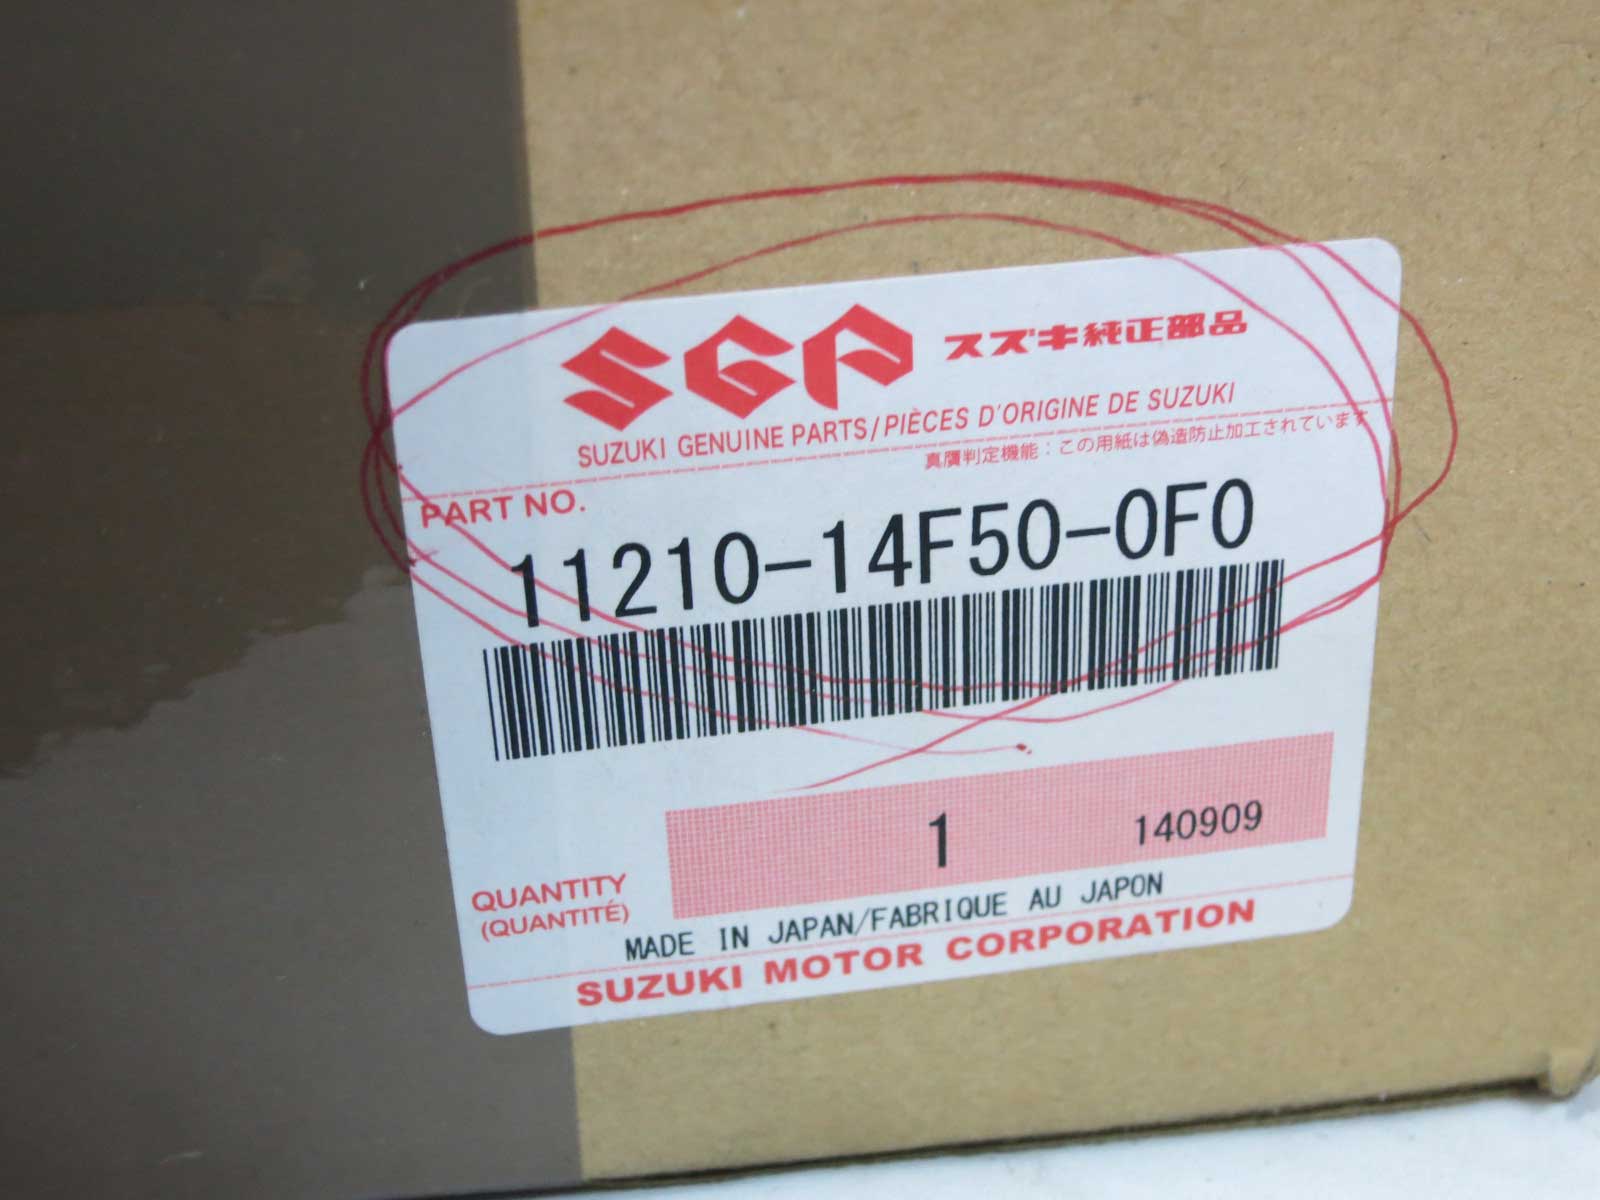 SGP スズキ純正部品
SUZUKI GENUINE PARTS/PIÈCES D'ORIGINE DE SUZUKI
真贋判定機能：この用紙は偽造防止加工されています
PART NO.
11210-14F50-0F0
1 140909
QUANTITY
(QUANTITÉ)
MADE IN JAPAN/FABRIQUE AU JAPON
SUZUKI MOTOR CORPORATION